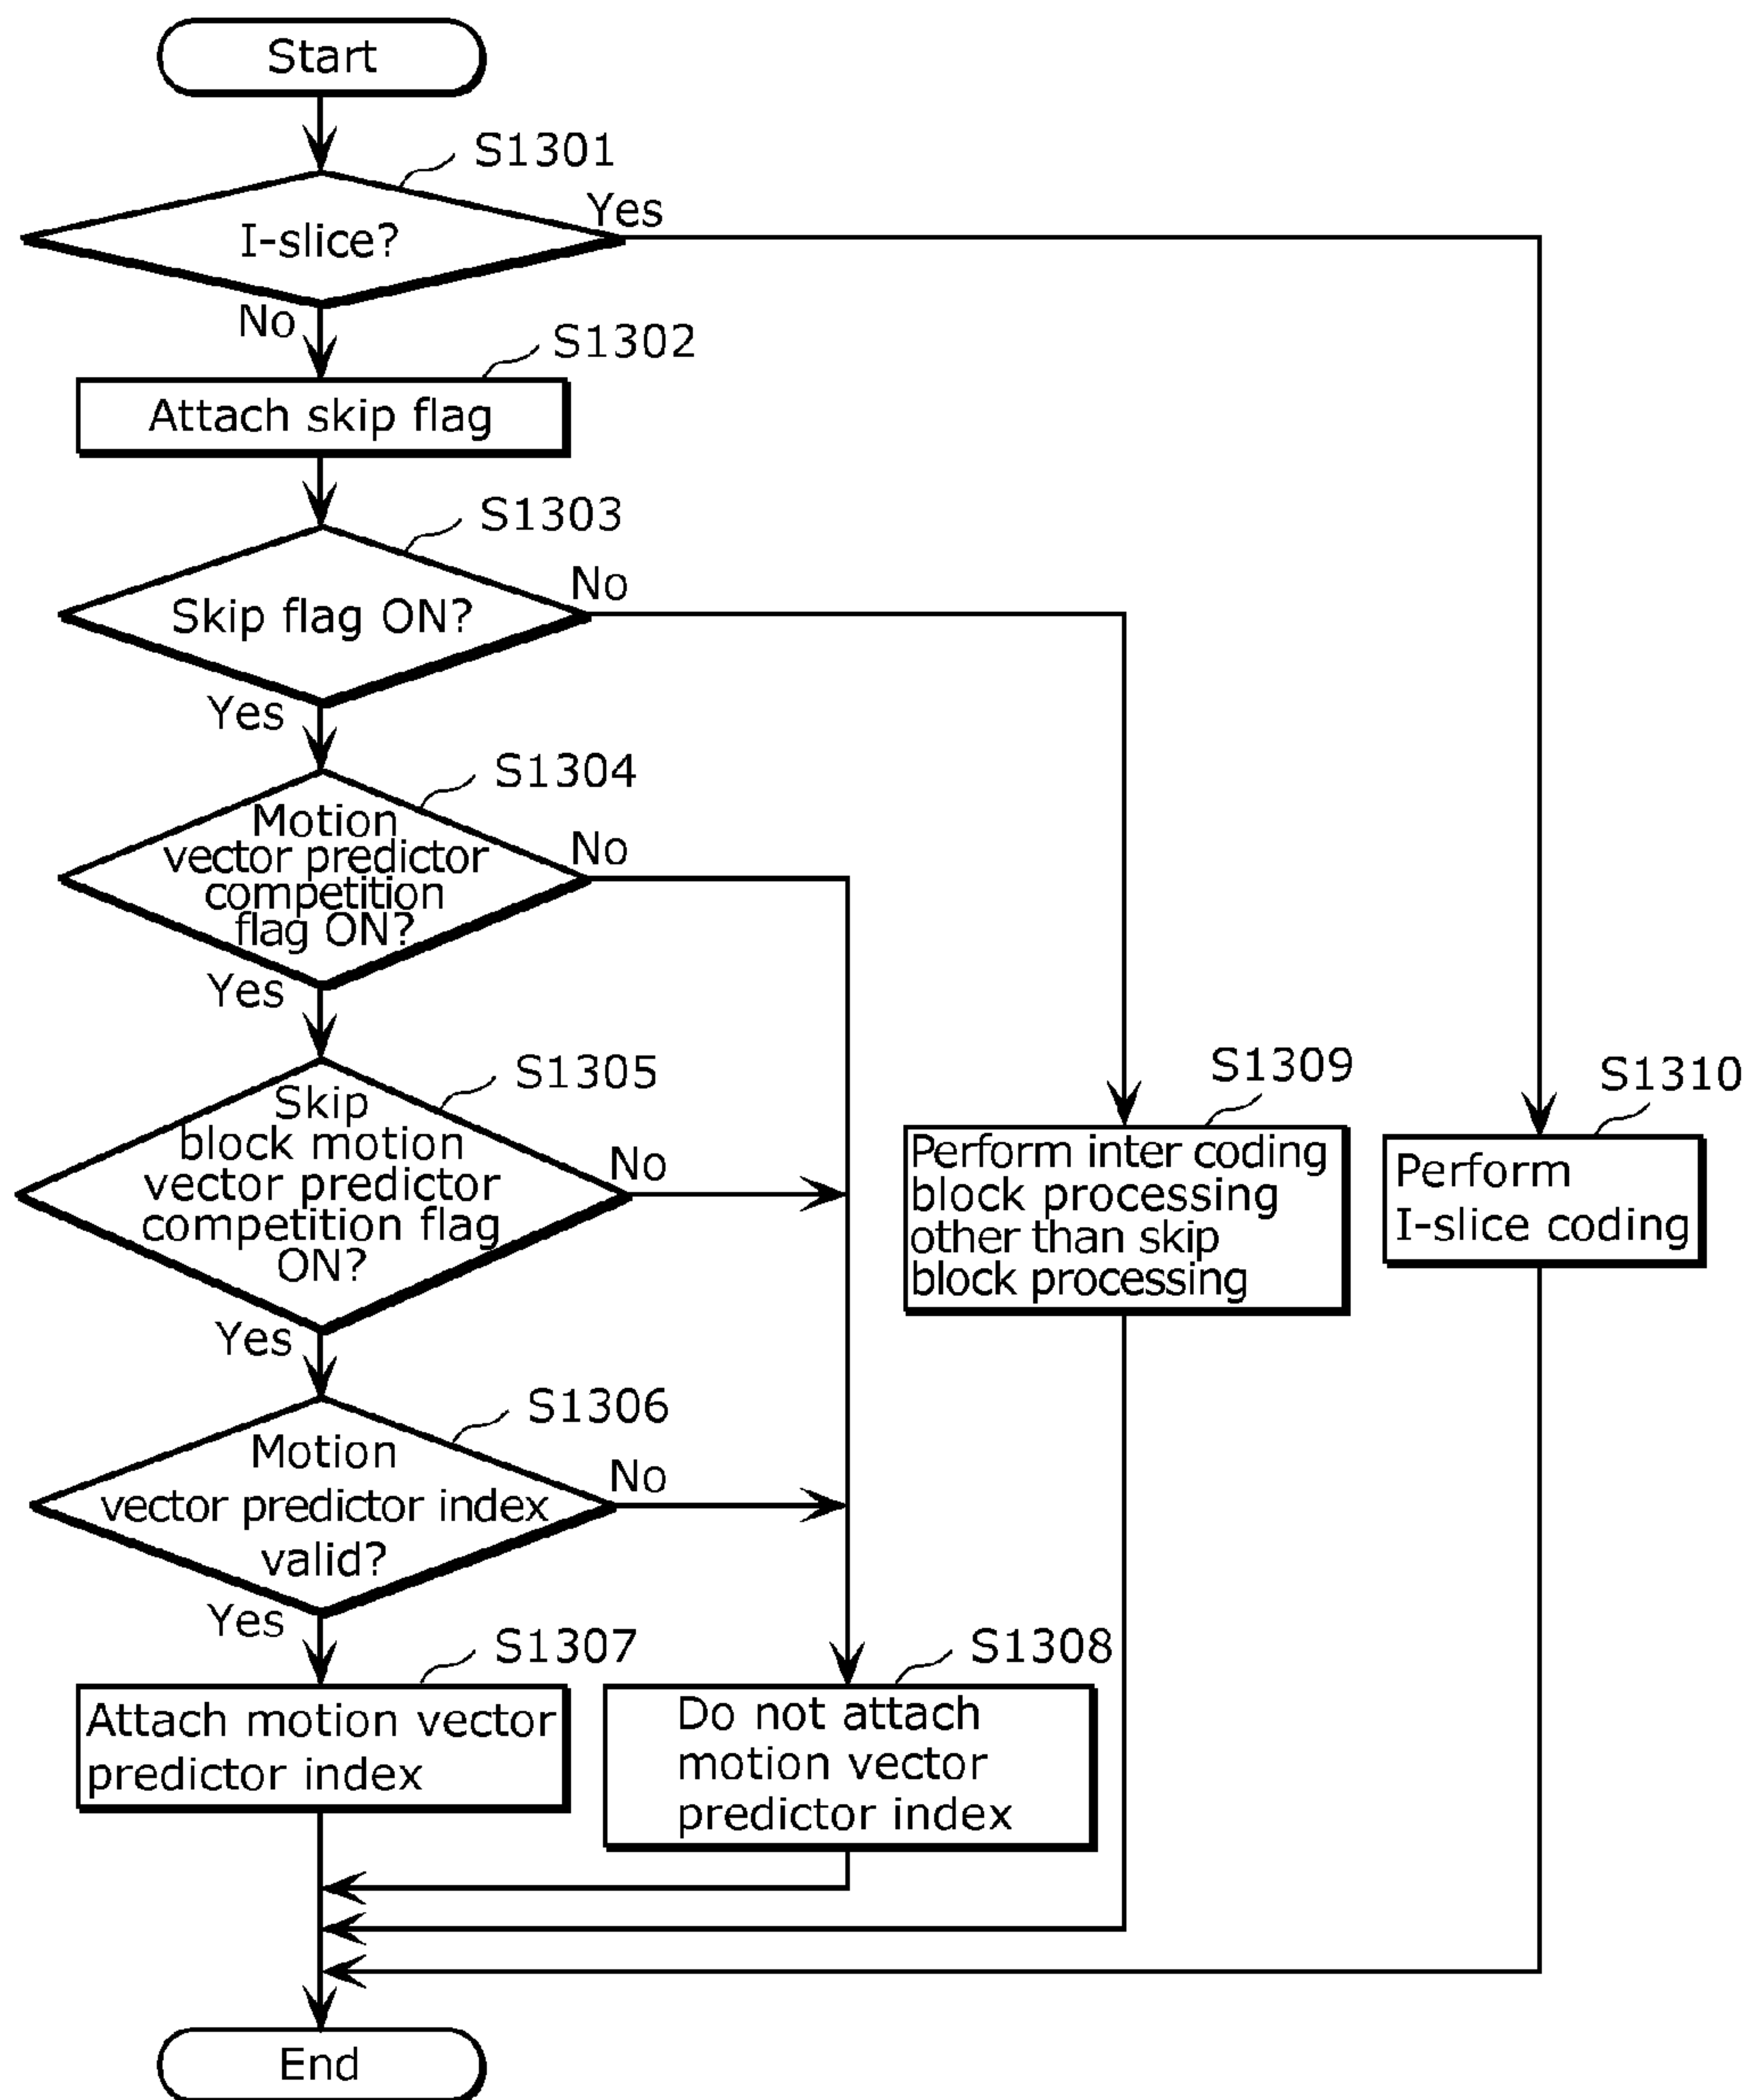 Start
S1301
Yes
I-slice?
No
S1302
Attach skip flag
S1303
No
Skip flag ON?
Yes
S1304
Motion
vector predictor
competition
flag ON?
No
Yes
S1305
Skip
block motion
vector predictor
competition flag
ON?
No
Yes
S1309
Perform inter coding
block processing
other than skip
block processing
S1310
Perform
I-slice coding
S1306
Motion
vector predictor index
valid?
No
Yes
S1307
Attach motion vector
predictor index
S1308
Do not attach
motion vector
predictor index
End